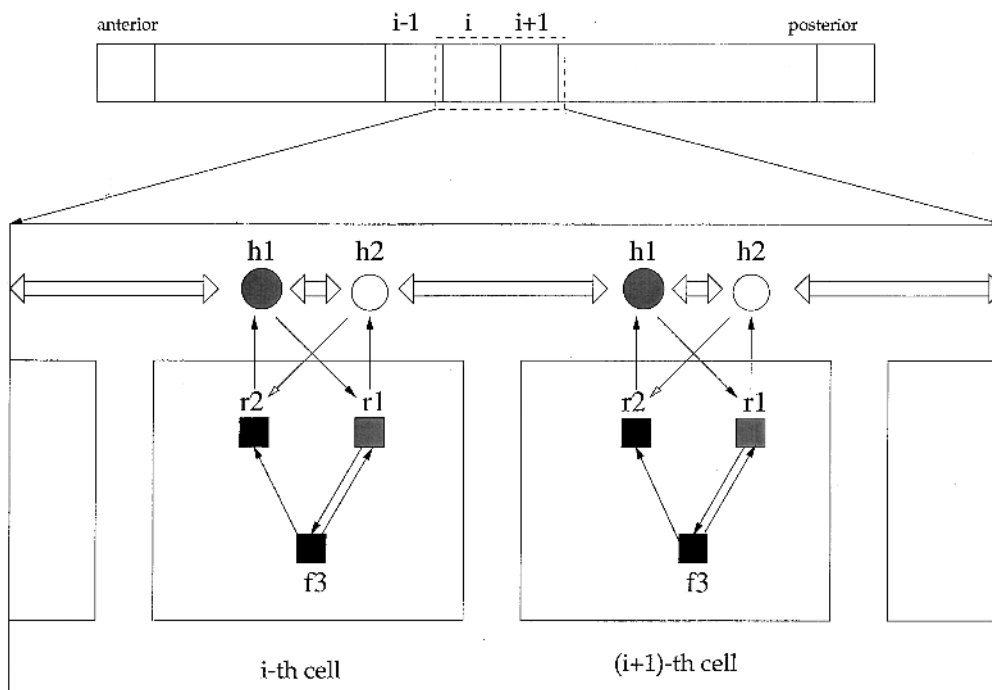 anterior i-1 i i+1 posterior
h1 h2 h1 h2
r2 r1 r2 r1
f3 f3
i-th cell (i+1)-th cell